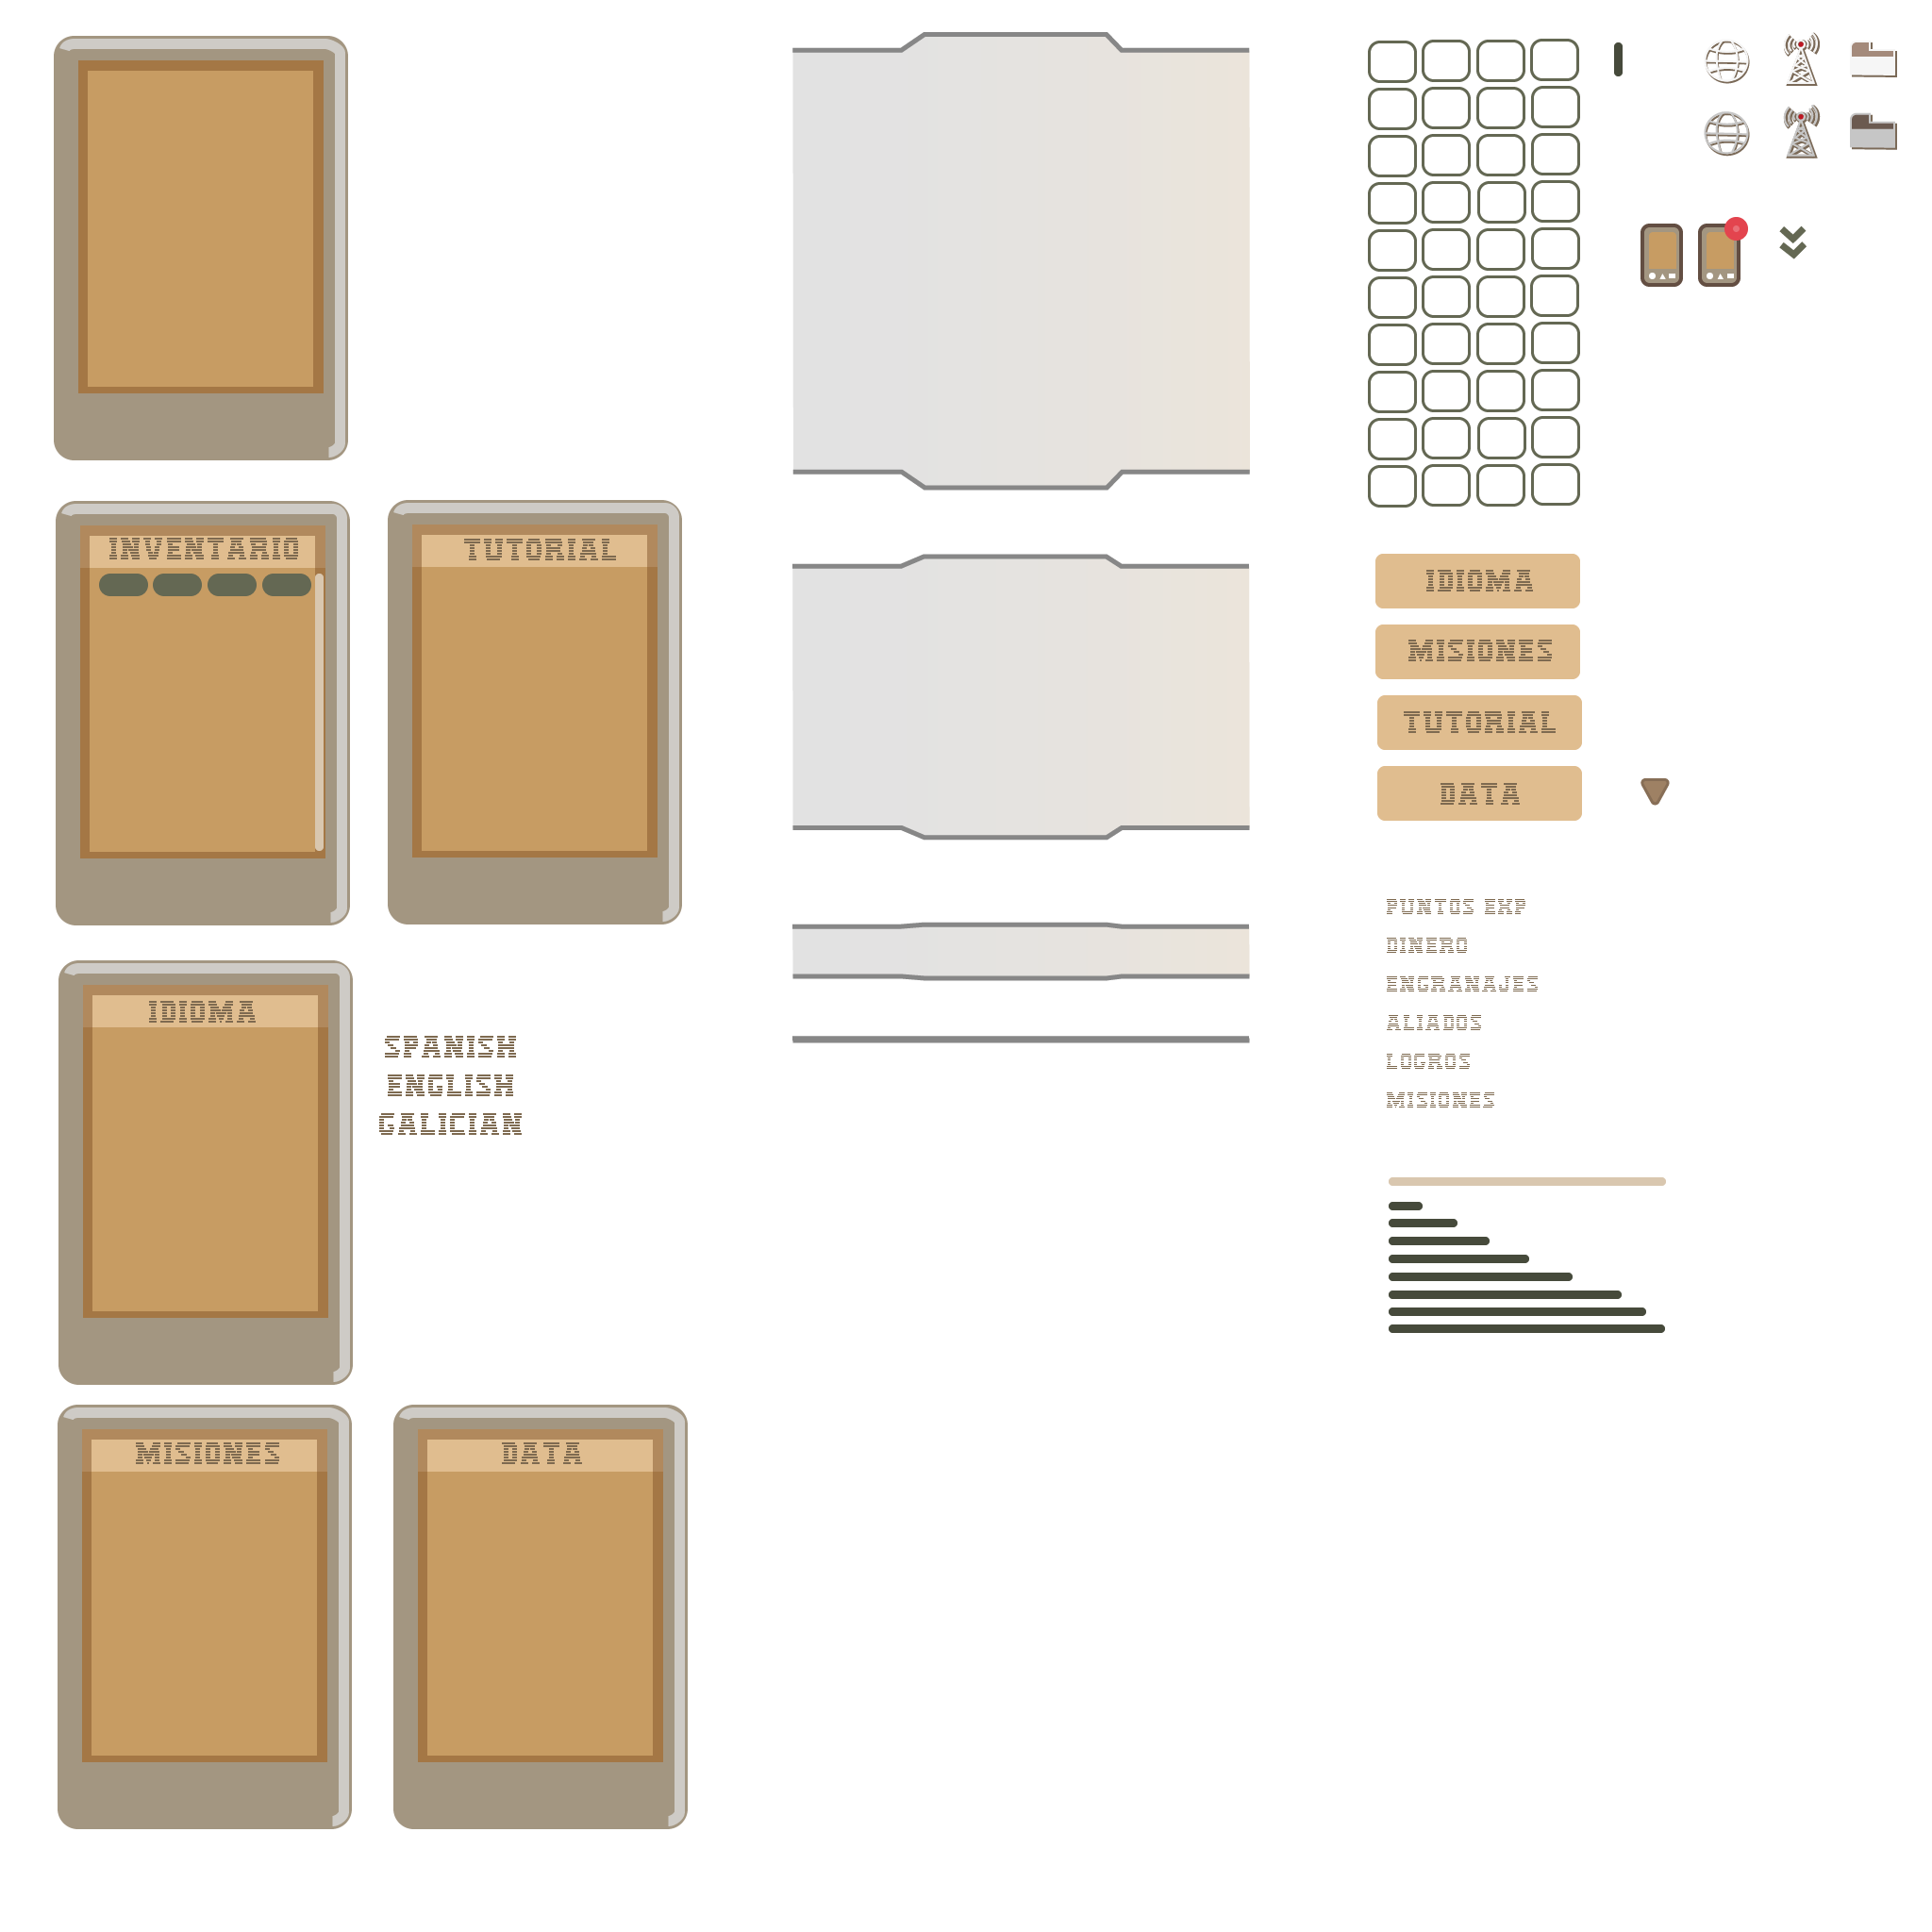 INVENTARIO
TUTORIAL
IDIOMA
MISIONES
TUTORIAL
DATA
PUNTOS EXP
DINERO
ENGRANAJES
ALIADOS
LOGROS
MISIONES
IDIOMA
SPANISH
ENGLISH
GALICIAN
MISIONES
DATA